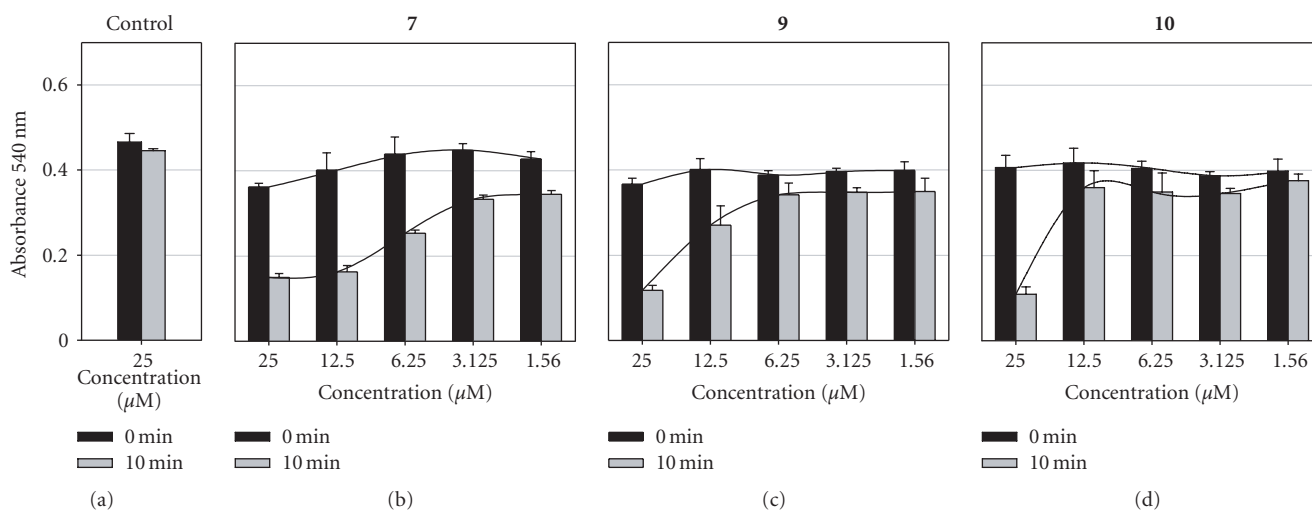 Control
7
9
10
Absorbance 540 nm
0.6
0.4
0.2
0
25
Concentration
(μM)
25 12.5 6.25 3.125 1.56
Concentration (μM)
25 12.5 6.25 3.125 1.56
Concentration (μM)
25 12.5 6.25 3.125 1.56
Concentration (μM)
0 min
10 min
0 min
10 min
0 min
10 min
0 min
10 min
(a)
(b)
(c)
(d)